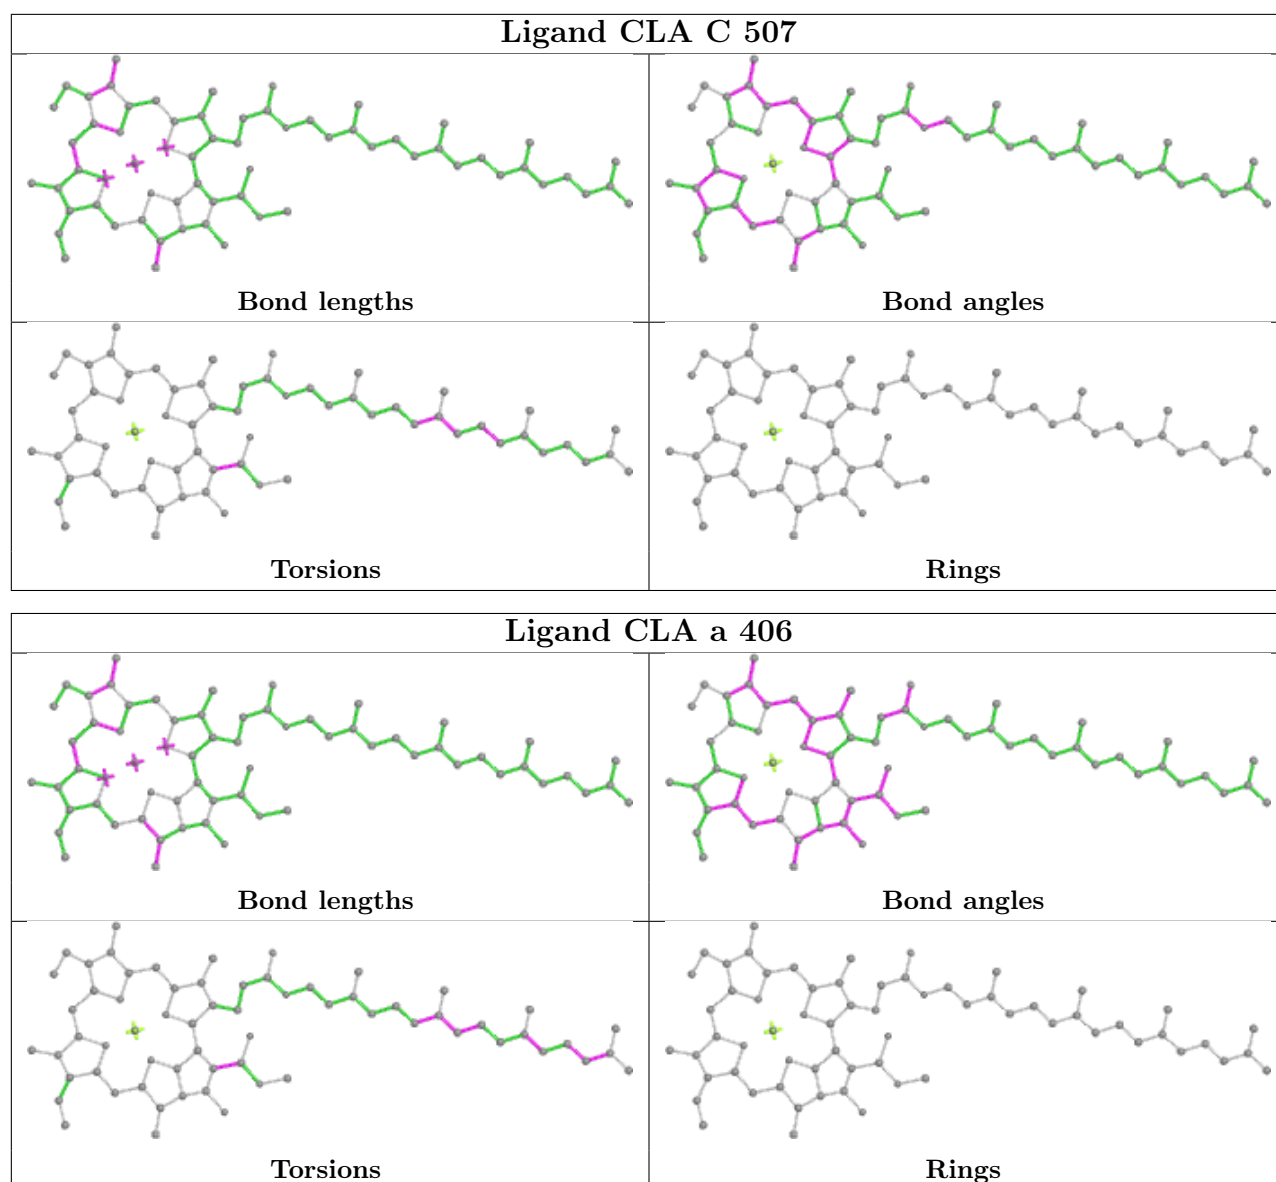 Ligand CLA C 507
Bond lengths
Bond angles
Torsions
Rings
Ligand CLA a 406
Bond lengths
Bond angles
Torsions
Rings